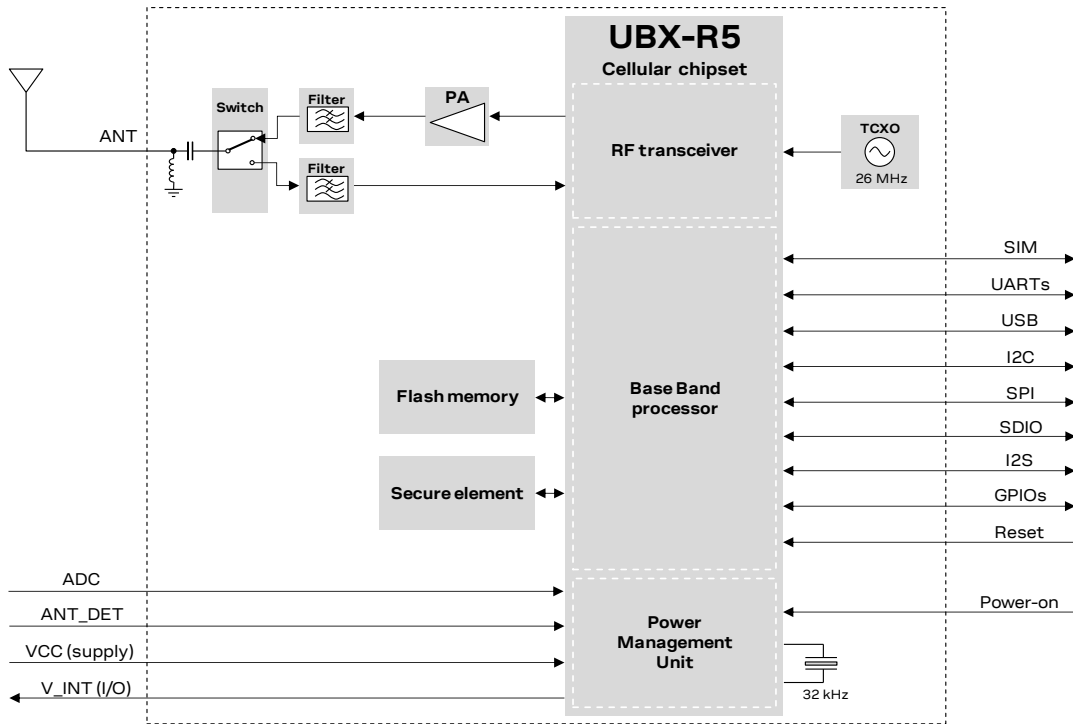 UBX-R5
Cellular chipset
ANT
Switch
Filter
PA
Filter
RF transceiver
TCXO
26 MHz
SIM
UARTs
USB
I2C
SPI
SDIO
I2S
GPIOs
Reset
Flash memory
Base Band
processor
Secure element
ADC
ANT_DET
VCC (supply)
V_INT (I/O)
Power
Management
Unit
Power-on
32 kHz